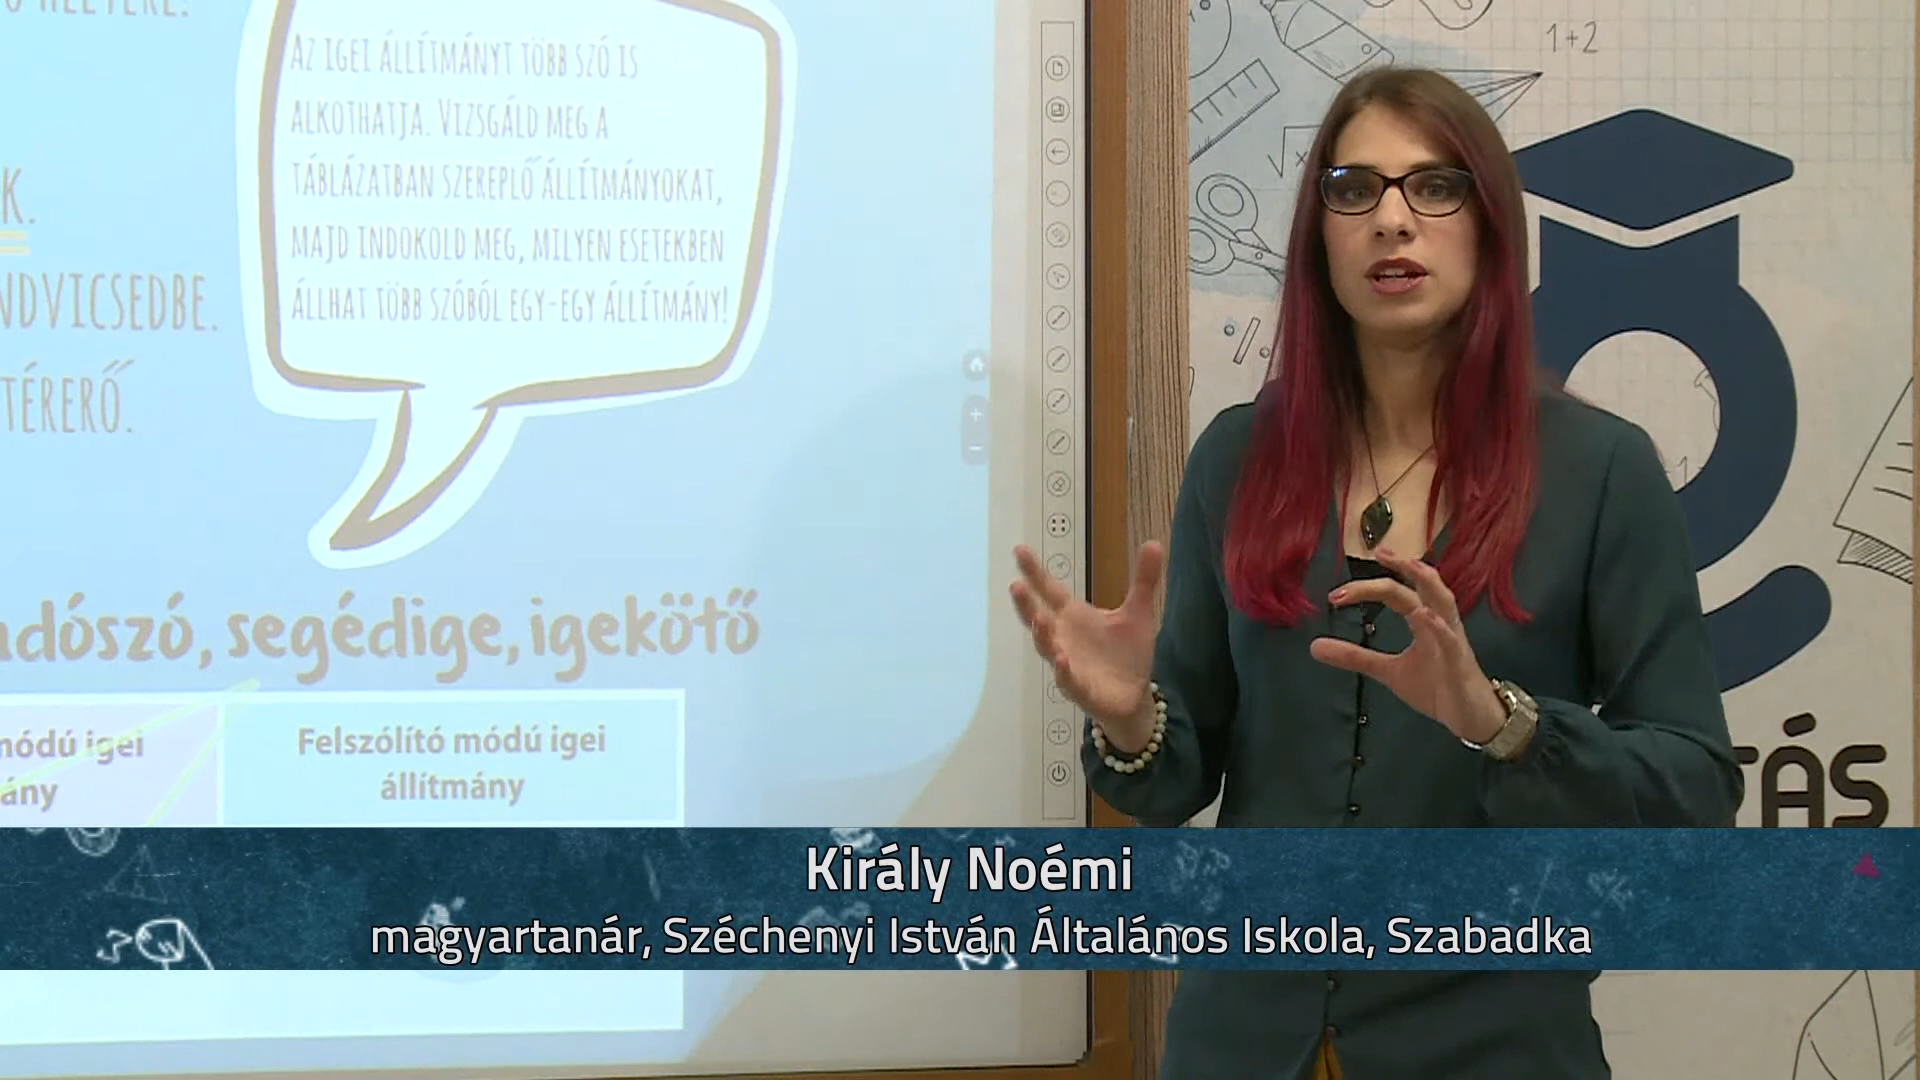 AZ IGEI ÁLLÍTMÁNYT TÖBB SZÓ IS
ALKOTHATJA. VIZSGÁLD MEG A
TÁBLÁZATBAN SZEREPLŐ ÁLLÍTMÁNYOKAT,
MAJD INDOKOLD MEG, MILYEN ESETEKBEN
ÁLLHAT TÖBB SZÓBÓL EGY-EGY ÁLLÍTMÁNY!
K.
NDVICSEDBE.
TÉRERŐ.
adószó, segédige, igekötő
módú igei
ány
Felszólító módú igei
állítmány
1+2
TÁS
Király Noémi
magyartanár, Széchenyi István Általános Iskola, Szabadka